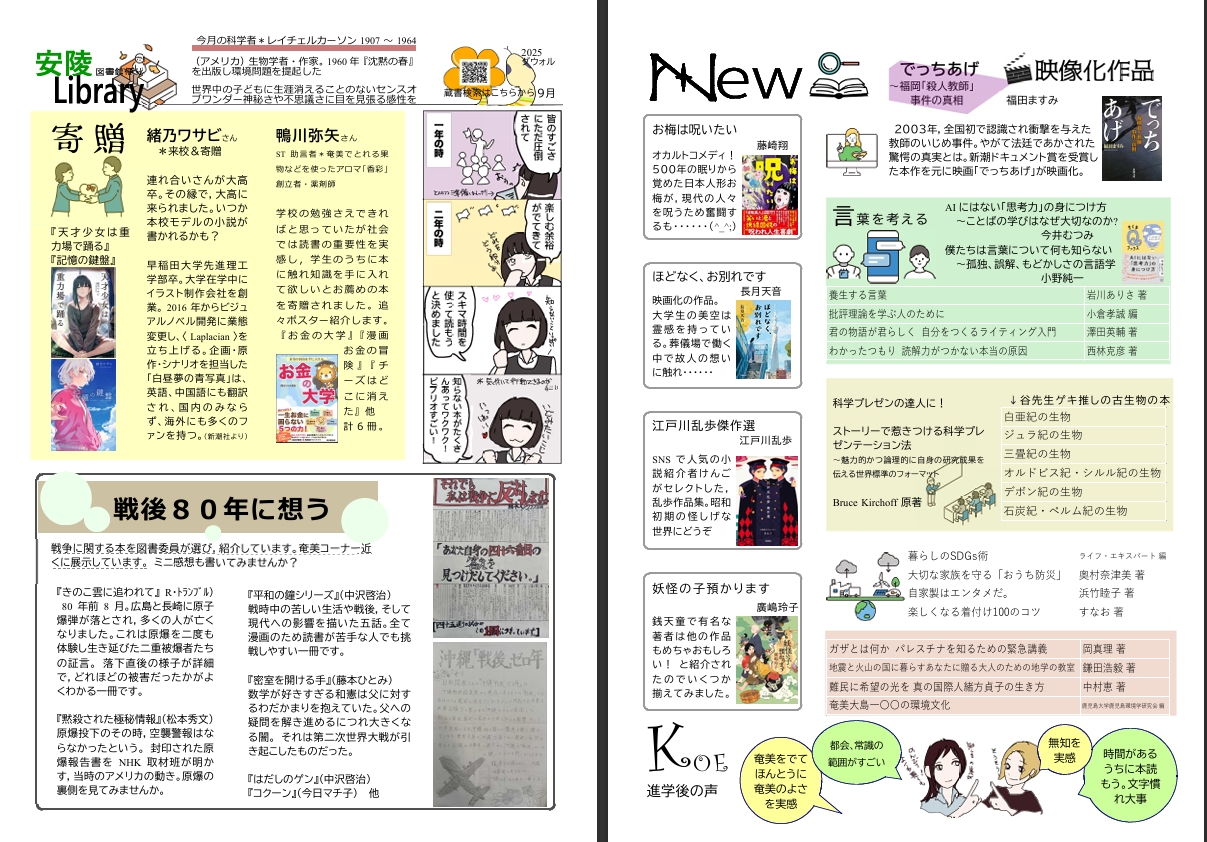 今月の科学者＊レイチェルカーソン 1907 〜 1964
（アメリカ）生物学者・作家。1960 年『沈黙の春』
を出版し環境問題を提起した
世界中の子どもに生涯消えることのないセンスオ
ブワンダー神秘さや不思議さに目を見張る感性を
安陵
図書館便り
Library
2025
ダヴォル
蔵書検索はこちらから9月
寄 贈
緒乃ワサビさん
＊来校＆寄贈
連れ合いさんが大高
卒。その縁で, 大高に
来られました。いつか
本校モデルの小説が
書かれるかも？
『天才少女は重
力場で踊る』
『記憶の鍵盤』
天才少女は
重力場で踊る
早稲田大学先進理工
学部卒。大学在学中に
イラスト制作会社を創
業。2016 年からビジュ
アルノベル開発に業態
変更し、〈 Laplacian 〉を
立ち上げる。企画・原
作・シナリオを担当した
「白昼夢の青写真」は、
英語、中国語にも翻訳
され、国内のみなら
ず、海外にも多くのフ
ァンを持つ。（新潮社より）
鴨川弥矢さん
ST 助言者＊奄美でとれる果
物などを使ったアロマ「香彩」
創立者・薬剤師
学校の勉強さえできれ
ばと思っていたが社会
では読書の重要性を実
感し，学生のうちに本
に触れ知識を手に入れ
て欲しいとお薦めの本
を寄贈されました。追
々ポスター紹介します。
『お金の大学』『漫画
お金の冒
険』『チ
ーズはど
こに消え
た』他
計６冊。
お金の
大学
一生お金に
困らない
5つの力！
一年の時
皆のすごさ
にただ圧倒
されて
二年の時
楽しむ余裕
がでてきて
スキマ時間を
使って読もう
と決めました
知らない本がたくさ
んあってワクワク！
ビブリオすごい！
戦後８０年に想う
戦争に関する本を図書委員が選び, 紹介しています。奄美コーナー近
くに展示しています。 ミニ感想も書いてみませんか？
『きのこ雲に追われて』 R・トランブル）
80 年前 8 月。広島と長崎に原子
爆弾が落とされ，多くの人が亡く
なりました。これは原爆を二度も
体験し生き延びた二重被爆者たち
の証言。 落下直後の様子が詳細
で, どれほどの被害だったかがよ
くわかる一冊です。
『黙殺された極秘情報』（松本秀文）
原爆投下のその時, 空襲警報はな
らなかったという。 封印された原
爆報告書を NHK 取材班が明か
す, 当時のアメリカの動き。原爆の
裏側を見てみませんか。
『平和の鐘シリーズ』（中沢啓治）
戦時中の苦しい生活や戦後, そして
現代への影響を描いた五話。全て
漫画のため読書が苦手な人でも挑
戦しやすい一冊です。
『密室を開ける手』（藤本ひとみ）
数学が好きすぎる和憲は父に対す
るわだかまりを抱えていた。父への
疑問を解き進めるにつれ大きくな
る闇。 それは第二次世界大戦が引
き起こしたものだった。
『はだしのゲン』（中沢啓治）
『コクーン』（今日マチ子） 他
それでも
私は戦争に反対します
「あなた自身の四十六番目の
見つけだしてください。」
沖縄「戦後」ゼロ年
New
でっちあげ
〜福岡「殺人教師」
事件の真相
映像化作品
福田ますみ
２００３年, 全国初で認識され衝撃を与えた
教師のいじめ事件。やがて法廷であかされた
驚愕の真実とは。新潮ドキュメント賞を受賞し
た本作を元に映画「でっちあげ」が映画化。
でっちあげ
お梅は呪いたい
藤崎翔
オカルトコメディ！
500年の眠りから
覚めた日本人形お
梅が, 現代の人々
を呪うため奮闘す
るも・・・・・・（^_^;）
ほどなく、お別れです
長月天音
映画化の作品。
大学生の美空は
霊感を持ってい
る。葬儀場で働く
中で故人の想い
に触れ・・・・・・
ほどなく、
お別れです
江戸川乱歩傑作選
江戸川乱歩
SNS で人気の小
説紹介者けんご
がセレクトした,
乱歩作品集。昭和
初期の怪しげな
世界にどうぞ
妖怪の子預かります
廣嶋玲子
銭天童で有名な
著者は他の作品
もめちゃおもしろ
い！ と紹介され
たのでいくつか
揃えてみました。
言葉を考える
AI にはない「思考力」の身につけ方
〜ことばの学びはなぜ大切なのか？
今井むつみ
僕たちは言葉について何も知らない
〜孤独、誤解、もどかしさの言語学
小野純一
養生する言葉 岩川ありさ 著
批評理論を学ぶ人のために 小倉孝誠 編
君の物語が君らしく 自分をつくるライティング入門 澤田英輔 著
わかったつもり 読解力がつかない本当の原因 西林克彦 著
科学プレゼンの達人に！
ストーリーで惹きつける科学プレ
ゼンテーション法
〜魅力的かつ論理的に自身の研究成果を
伝える世界標準のフォーマット
Bruce Kirchoff 原著
↓谷先生ゲキ推しの古生物の本
白亜紀の生物
ジュラ紀の生物
三畳紀の生物
オルドビス紀・シルル紀の生物
デボン紀の生物
石炭紀・ペルム紀の生物
暮らしのSDGs術 ライフ・エキスパート 編
大切な家族を守る「おうち防災」 奥村奈津美 著
自家製はエンタメだ。 浜竹睦子 著
楽しくなる着付け100のコツ すなお 著
ガザとは何か パレスチナを知るための緊急講義 岡真理 著
地震と火山の国に暮らすあなたに贈る大人のための地学の教室 鎌田浩毅 著
難民に希望の光を 真の国際人緒方貞子の生き方 中村恵 著
奄美大島一〇〇の環境文化 鹿児島大学鹿児島環境学研究会 編
KOE
進学後の声
奄美をでて
ほんとうに
奄美のよさ
を実感
都会、常識の
範囲がすごい
無知を
実感
時間がある
うちに本読
もう。文字慣
れ大事